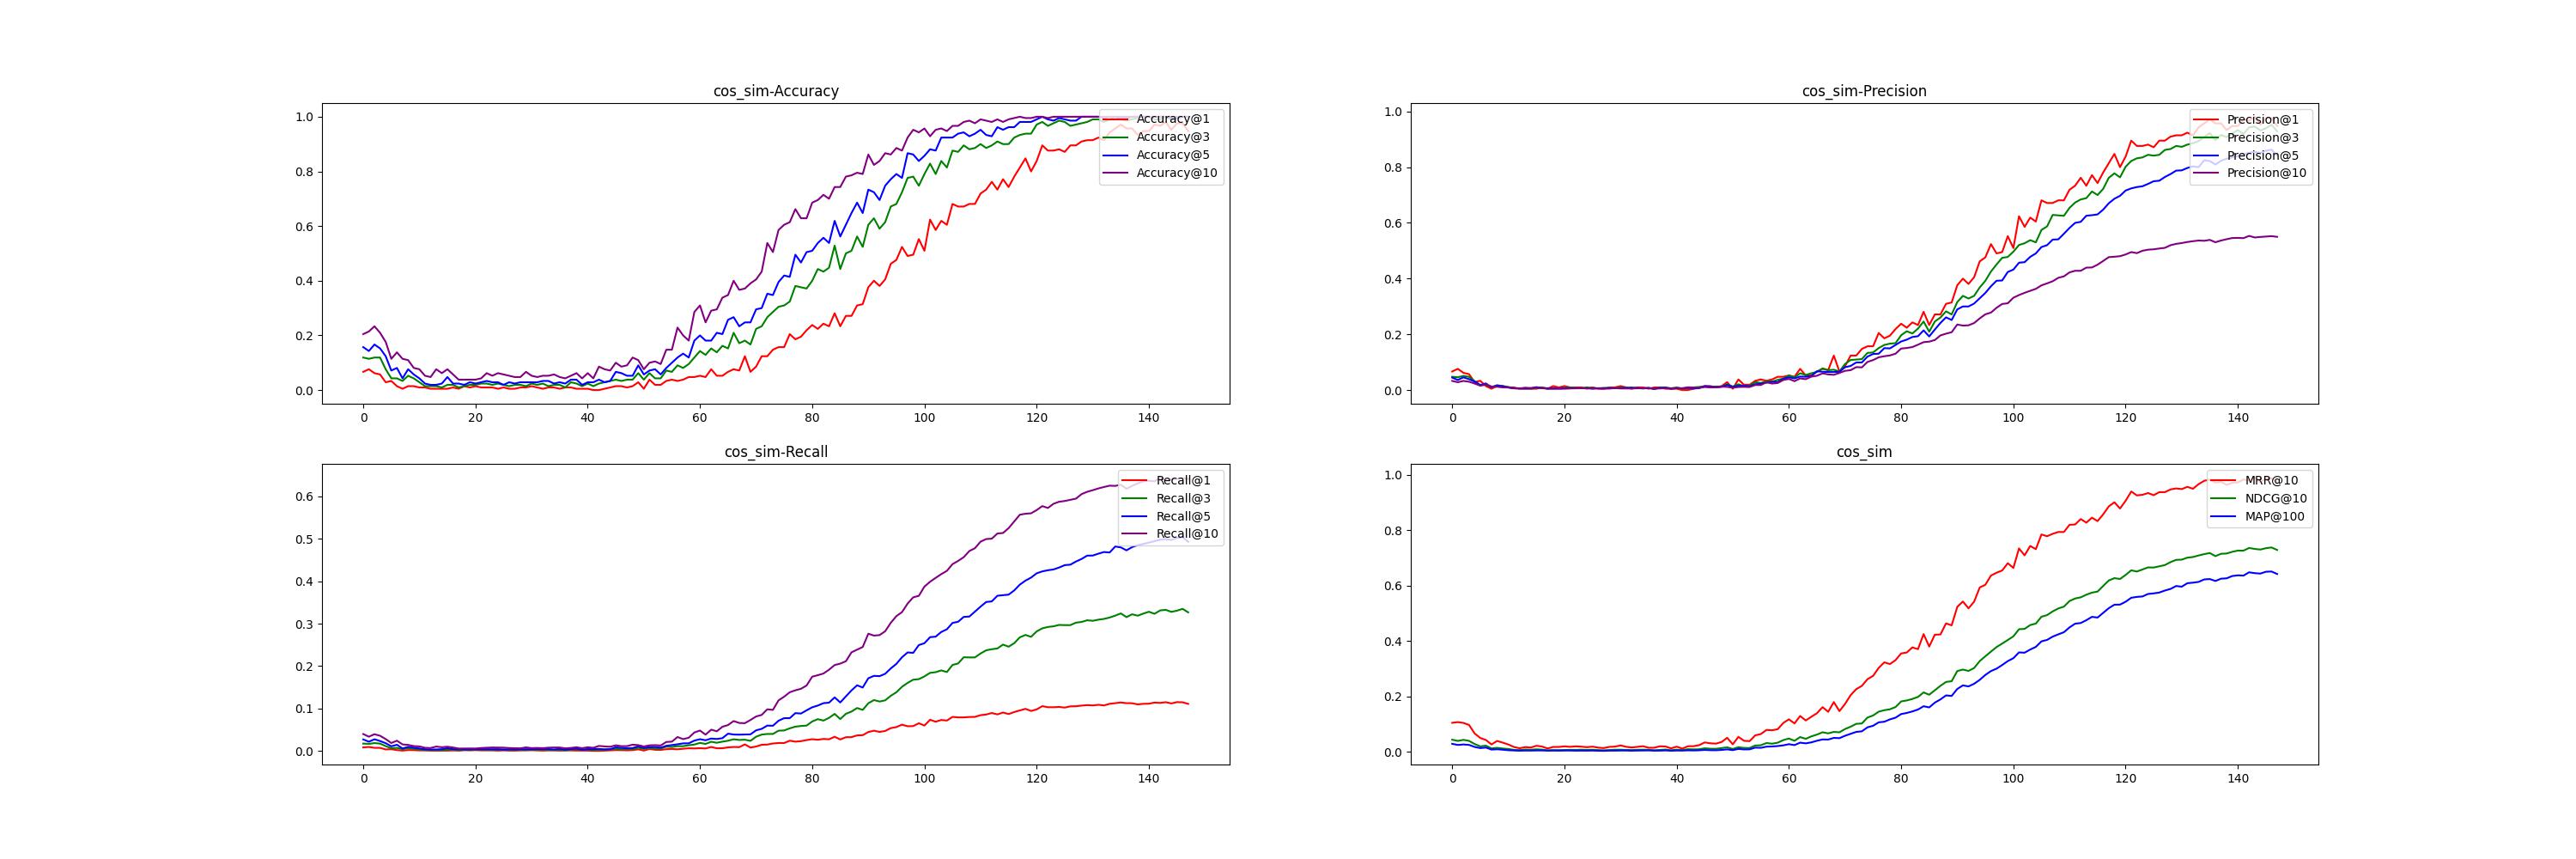 cos_sim-Accuracy
1.0
0.8
0.6
0.4
0.2
0.0
0 20 40 60 80 100 120 140
Accuracy@1
Accuracy@3
Accuracy@5
Accuracy@10
cos_sim-Precision
1.0
0.8
0.6
0.4
0.2
0.0
0 20 40 60 80 100 120 140
Precision@1
Precision@3
Precision@5
Precision@10
cos_sim-Recall
0.6
0.5
0.4
0.3
0.2
0.1
0.0
0 20 40 60 80 100 120 140
Recall@1
Recall@3
Recall@5
Recall@10
cos_sim
1.0
0.8
0.6
0.4
0.2
0.0
0 20 40 60 80 100 120 140
MRR@10
NDCG@10
MAP@100